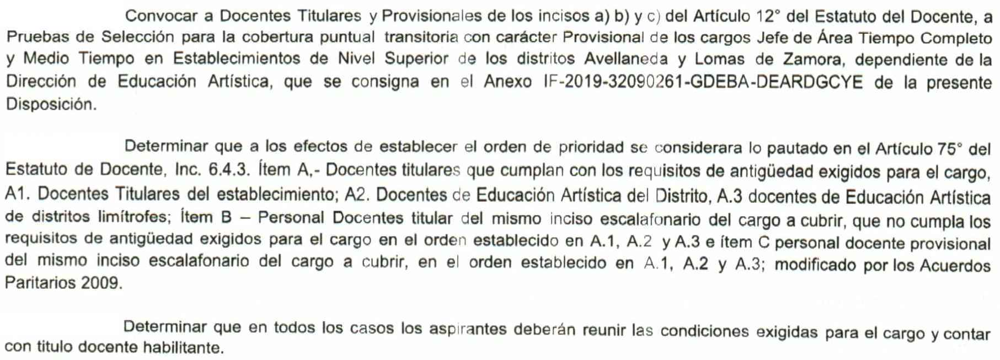 Convocar a Docentes Titulares y Provisionales de los incisos a) b) y c) del Artículo 12° del Estatuto del Docente, a
Pruebas de Selección para la cobertura puntual transitoria con carácter Provisional de los cargos Jefe de Área Tiempo Completo
y Medio Tiempo en Establecimientos de Nivel Superior de los distritos Avellaneda y Lomas de Zamora, dependiente de la
Dirección de Educación Artística, que se consigna en el Anexo IF-2019-32090261-GDEBA-DEARDGCYE de la presente
Disposición.
Determinar que a los efectos de establecer el orden de prioridad se considerara lo pautado en el Artículo 75° del
Estatuto de Docente, Inc. 6.4.3. Ítem A,- Docentes titulares que cumplan con los requisitos de antigüedad exigidos para el cargo,
A1. Docentes Titulares del establecimiento; A2. Docentes de Educación Artística del Distrito, A.3 docentes de Educación Artística
de distritos limítrofes; Ítem B – Personal Docentes titular del mismo inciso escalafonario del cargo a cubrir, que no cumpla los
requisitos de antigüedad exigidos para el cargo en el orden establecido en A.1, A.2 y A.3 e ítem C personal docente provisional
del mismo inciso escalafonario del cargo a cubrir, en el orden establecido en A.1, A.2 y A.3; modificado por los Acuerdos
Paritarios 2009.
Determinar que en todos los casos los aspirantes deberán reunir las condiciones exigidas para el cargo y contar
con titulo docente habilitante.